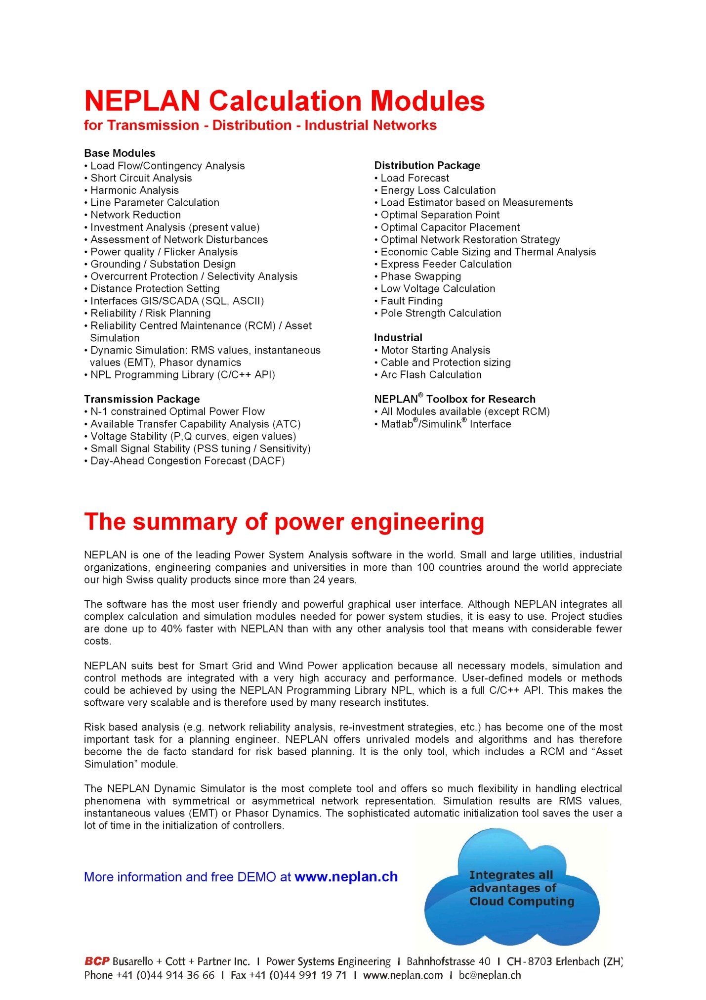 NEPLAN Calculation Modules
for Transmission - Distribution - Industrial Networks
Base Modules
• Load Flow/Contingency Analysis
• Short Circuit Analysis
• Harmonic Analysis
• Line Parameter Calculation
• Network Reduction
• Investment Analysis (present value)
• Assessment of Network Disturbances
• Power quality / Flicker Analysis
• Grounding / Substation Design
• Overcurrent Protection / Selectivity Analysis
• Distance Protection Setting
• Interfaces GIS/SCADA (SQL, ASCII)
• Reliability / Risk Planning
• Reliability Centred Maintenance (RCM) / Asset
Simulation
• Dynamic Simulation: RMS values, instantaneous
values (EMT), Phasor dynamics
• NPL Programming Library (C/C++ API)
Transmission Package
• N-1 constrained Optimal Power Flow
• Available Transfer Capability Analysis (ATC)
• Voltage Stability (P,Q curves, eigen values)
• Small Signal Stability (PSS tuning / Sensitivity)
• Day-Ahead Congestion Forecast (DACF)
Distribution Package
• Load Forecast
• Energy Loss Calculation
• Load Estimator based on Measurements
• Optimal Separation Point
• Optimal Capacitor Placement
• Optimal Network Restoration Strategy
• Economic Cable Sizing and Thermal Analysis
• Express Feeder Calculation
• Phase Swapping
• Low Voltage Calculation
• Fault Finding
• Pole Strength Calculation
Industrial
• Motor Starting Analysis
• Cable and Protection sizing
• Arc Flash Calculation
NEPLAN® Toolbox for Research
• All Modules available (except RCM)
• Matlab®/Simulink® Interface
The summary of power engineering
NEPLAN is one of the leading Power System Analysis software in the world. Small and large utilities, industrial
organizations, engineering companies and universities in more than 100 countries around the world appreciate
our high Swiss quality products since more than 24 years.
The software has the most user friendly and powerful graphical user interface. Although NEPLAN integrates all
complex calculation and simulation modules needed for power system studies, it is easy to use. Project studies
are done up to 40% faster with NEPLAN than with any other analysis tool that means with considerable fewer
costs.
NEPLAN suits best for Smart Grid and Wind Power application because all necessary models, simulation and
control methods are integrated with a very high accuracy and performance. User-defined models or methods
could be achieved by using the NEPLAN Programming Library NPL, which is a full C/C++ API. This makes the
software very scalable and is therefore used by many research institutes.
Risk based analysis (e.g. network reliability analysis, re-investment strategies, etc.) has become one of the most
important task for a planning engineer. NEPLAN offers unrivaled models and algorithms and has therefore
become the de facto standard for risk based planning. It is the only tool, which includes a RCM and “Asset
Simulation” module.
The NEPLAN Dynamic Simulator is the most complete tool and offers so much flexibility in handling electrical
phenomena with symmetrical or asymmetrical network representation. Simulation results are RMS values,
instantaneous values (EMT) or Phasor Dynamics. The sophisticated automatic initialization tool saves the user a
lot of time in the initialization of controllers.
More information and free DEMO at www.neplan.ch
Integrates all
advantages of
Cloud Computing
BCP Busarello + Cott + Partner Inc. I Power Systems Engineering I Bahnhofstrasse 40 I CH-8703 Erlenbach (ZH)
Phone +41 (0)44 914 36 66 I Fax +41 (0)44 991 19 71 I www.neplan.com I bc@neplan.ch